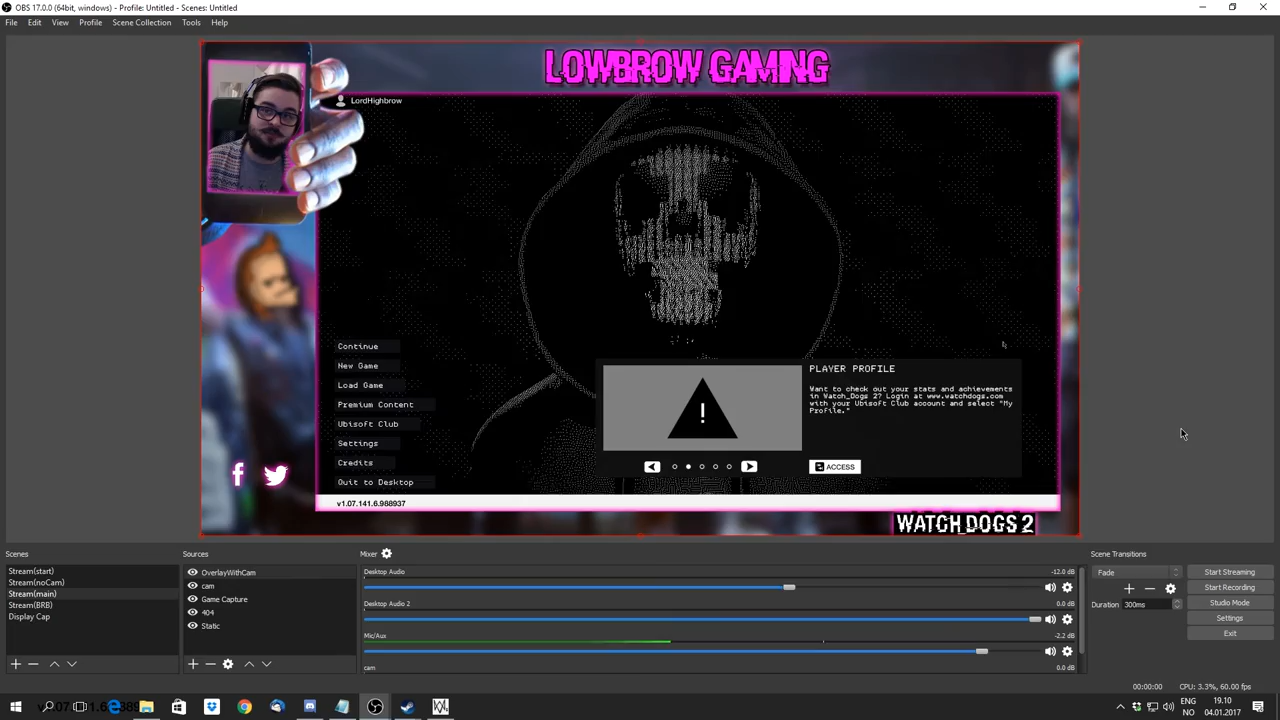 OBS 17.0.0 (64bit, windows) - Profile: Untitled - Scenes: Untitled
File Edit View Profile Scene Collection Tools Help
LOWBROW GAMING
LordHighbrow
Continue
New Game
Load Game
Premium Content
Ubisoft Club
Settings
Credits
Quit to Desktop
!
PLAYER PROFILE
Want to check out your stats and achievements
in Watch_Dogs 2? Login at www.watchdogs.com
with your Ubisoft Club account and select "My
Profile."
ACCESS
v1.07.141.6.988937
WATCH_DOGS 2
Scenes
Stream(start)
Stream(noCam)
Stream(main)
Stream(BRB)
Display Cap
Sources
OverlayWithCam
cam
Game Capture
404
Static
Mixer
Desktop Audio -12.0 dB
Desktop Audio 2 0.0 dB
Mic/Aux -2.2 dB
cam 0.0 dB
Scene Transitions
Fade
Duration 300ms
Start Streaming
Start Recording
Studio Mode
Settings
Exit
00:00:00 CPU: 3.3%, 60.00 fps
19.10
NO 04.01.2017